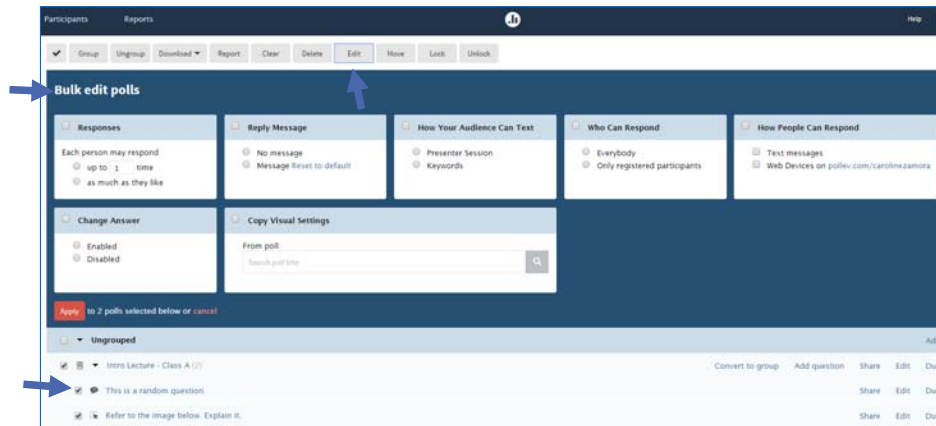 Participants Reports Help
Group Ungroup Download Report Clear Delete Edit Move Lock Unlock
Bulk edit polls
Responses
Each person may respond
up to 1 time
as much as they like
Reply Message
No message
Message Reset to default
How Your Audience Can Text
Presenter Session
Keywords
Who Can Respond
Everybody
Only registered participants
How People Can Respond
Text messages
Web Devices on pollev.com/carolinezamora
Change Answer
Enabled
Disabled
Copy Visual Settings
From poll
Search poll title
Apply to 2 polls selected below or cancel
Ungrouped Ad
Intro Lecture - Class A (2) Convert to group Add question Share Edit Du
This is a random question Share Edit Du
Refer to the image below. Explain it. Share Edit Du